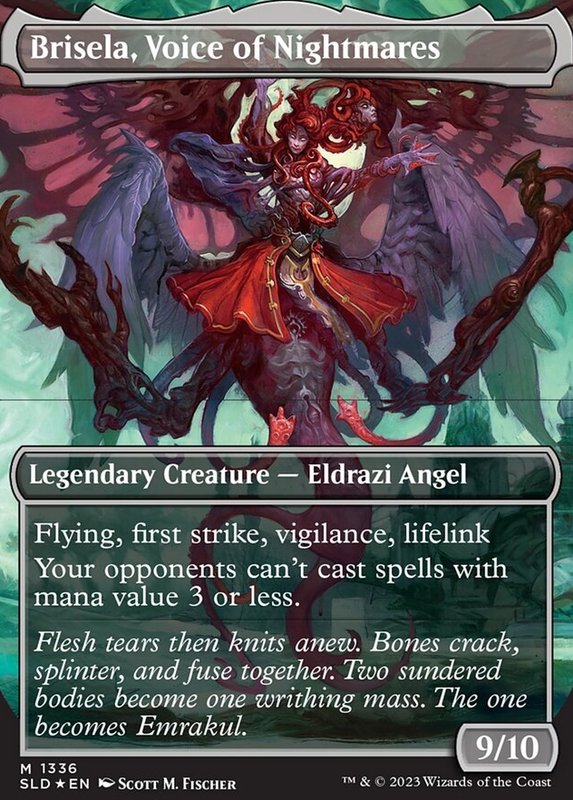 Brisela, Voice of Nightmares
Legendary Creature — Eldrazi Angel
Flying, first strike, vigilance, lifelink
Your opponents can't cast spells with
mana value 3 or less.
Flesh tears then knits anew. Bones crack,
splinter, and fuse together. Two sundered
bodies become one writhing mass. The one
becomes Emrakul.
9/10
M 1336
SLD ★ EN Scott M. Fischer
™ & © 2023 Wizards of the Coast